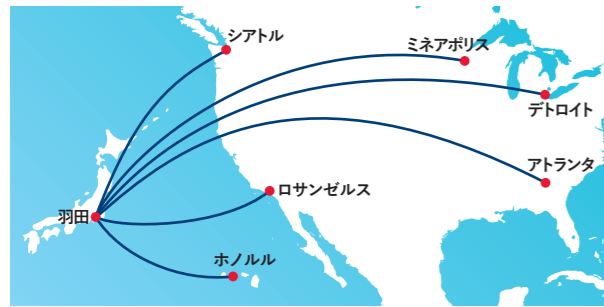 シアトル
ミネアポリス
デトロイト
アトランタ
ロサンゼルス
羽田
ホノルル